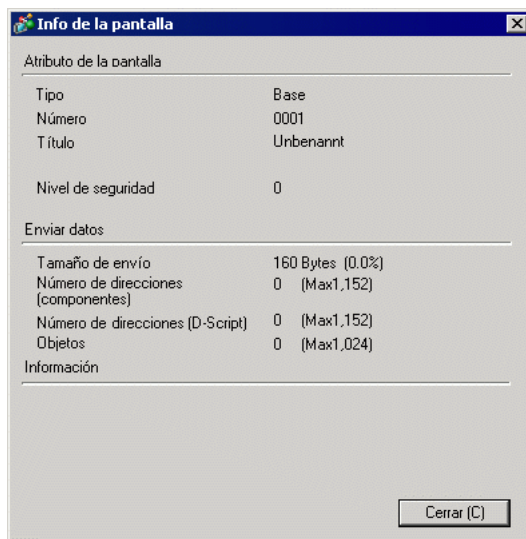 Info de la pantalla
Atributo de la pantalla
Tipo Base
Número 0001
Título Unbenannt
Nivel de seguridad 0
Enviar datos
Tamaño de envío 160 Bytes (0.0%)
Número de direcciones
(componentes) 0 (Max1,152)
Número de direcciones (D-Script) 0 (Max1,152)
Objetos 0 (Max1,024)
Información
Cerrar (C)